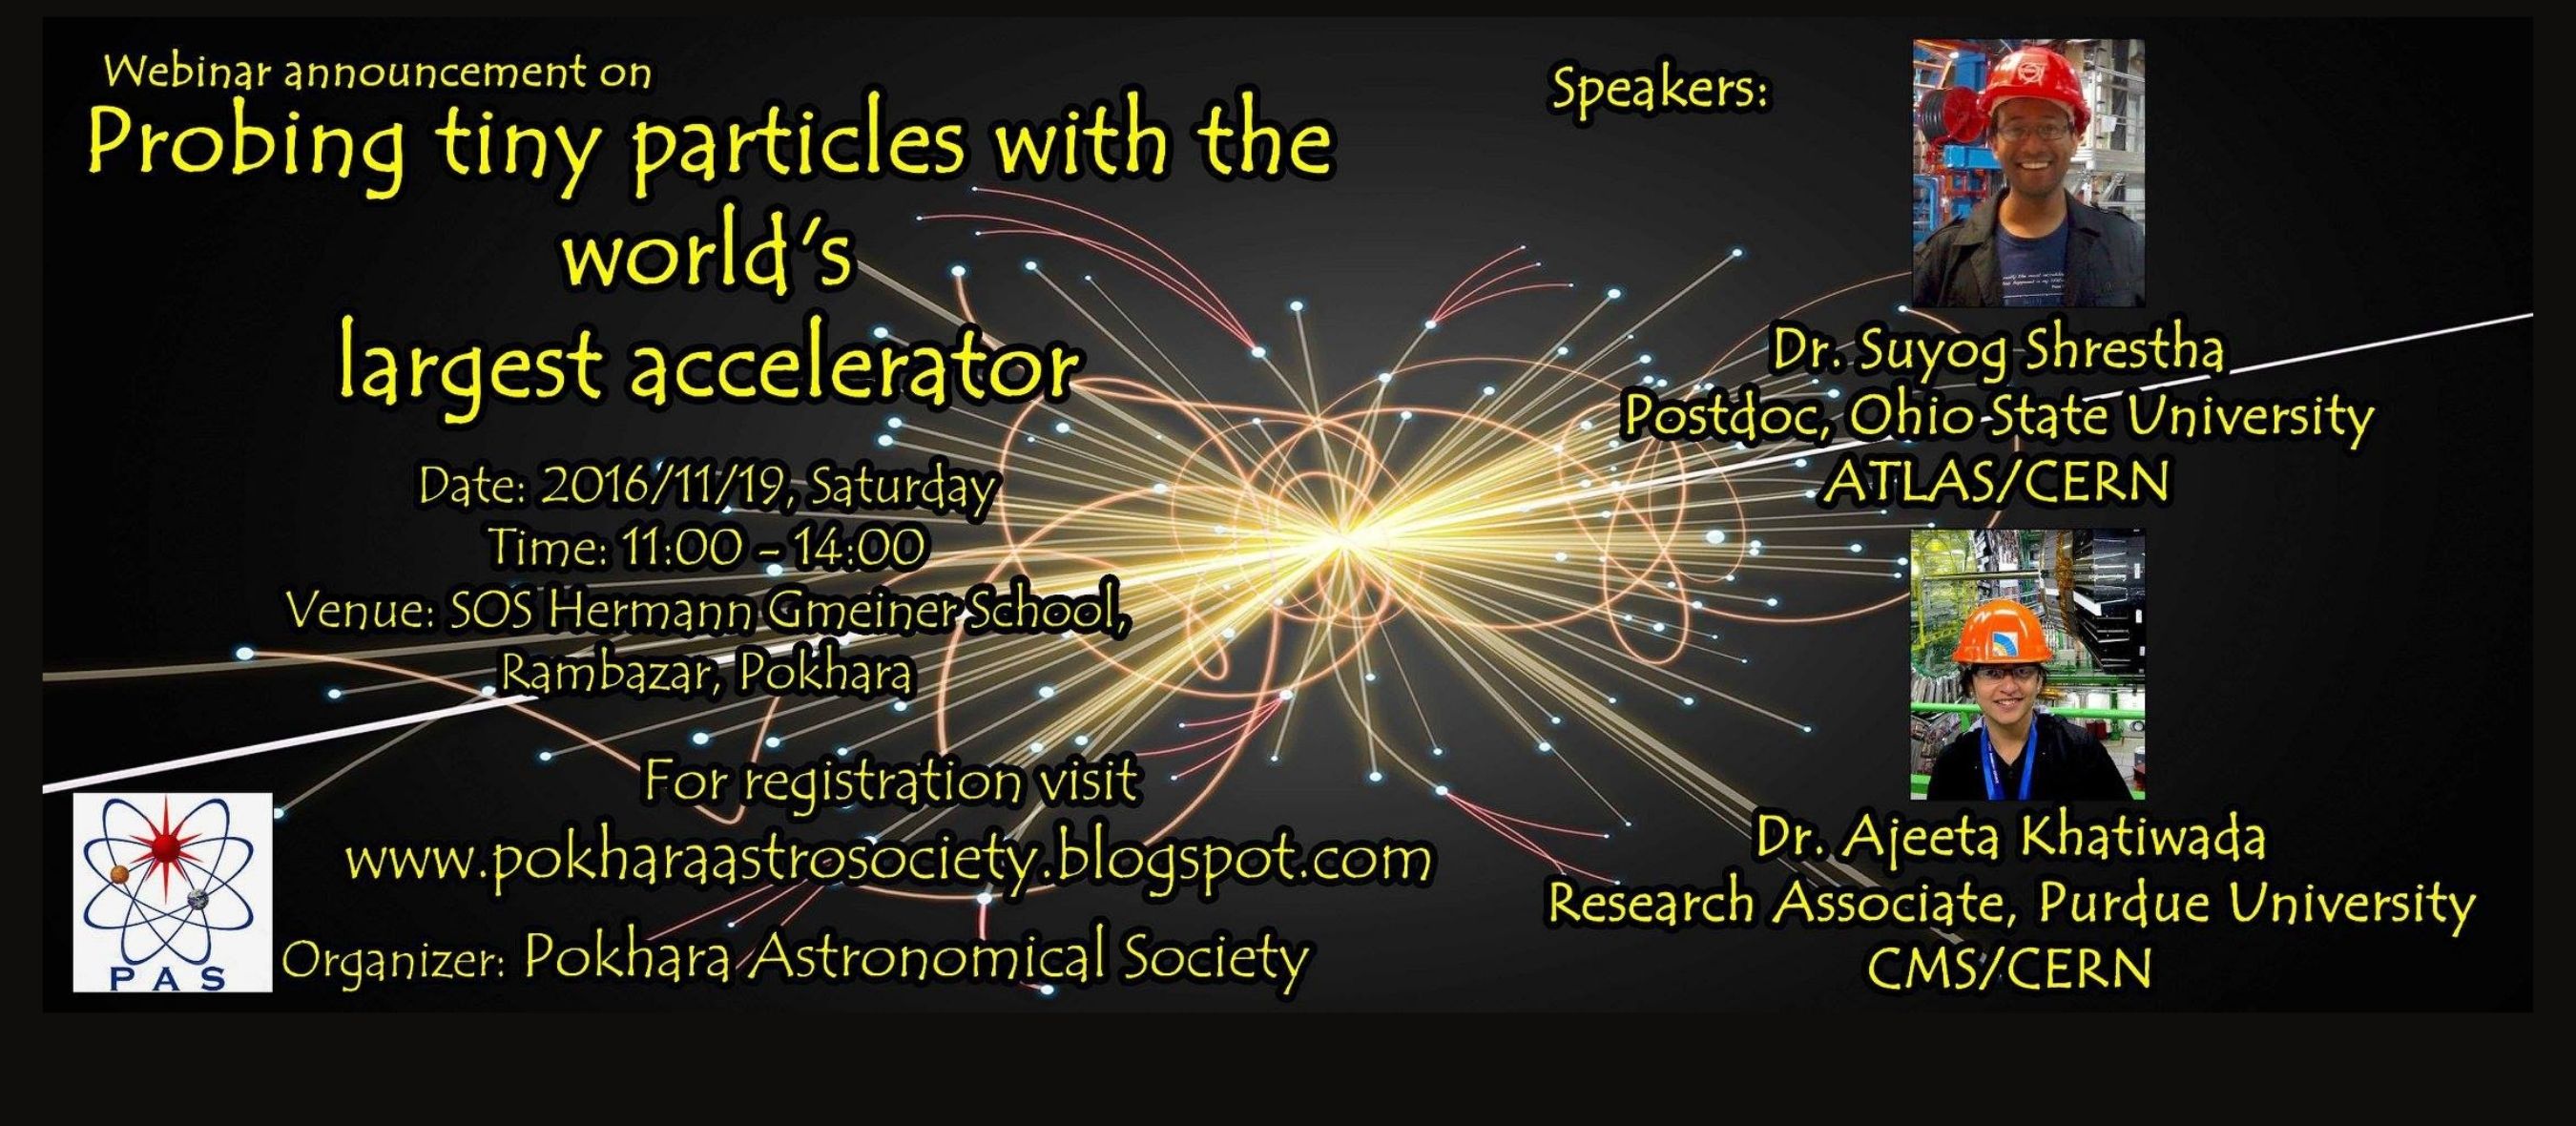 Webinar announcement on
Probing tiny particles with the
world's
largest accelerator
Date: 2016/11/19, Saturday
Time: 11:00 – 14:00
Venue: SOS Hermann Gmeiner School,
Rambazar, Pokhara
For registration visit
www.pokharaastrosociety.blogspot.com
Organizer: Pokhara Astronomical Society
P A S
Speakers:
Dr. Suyog Shrestha
Postdoc, Ohio State University
ATLAS/CERN
Dr. Ajeeta Khatiwada
Research Associate, Purdue University
CMS/CERN